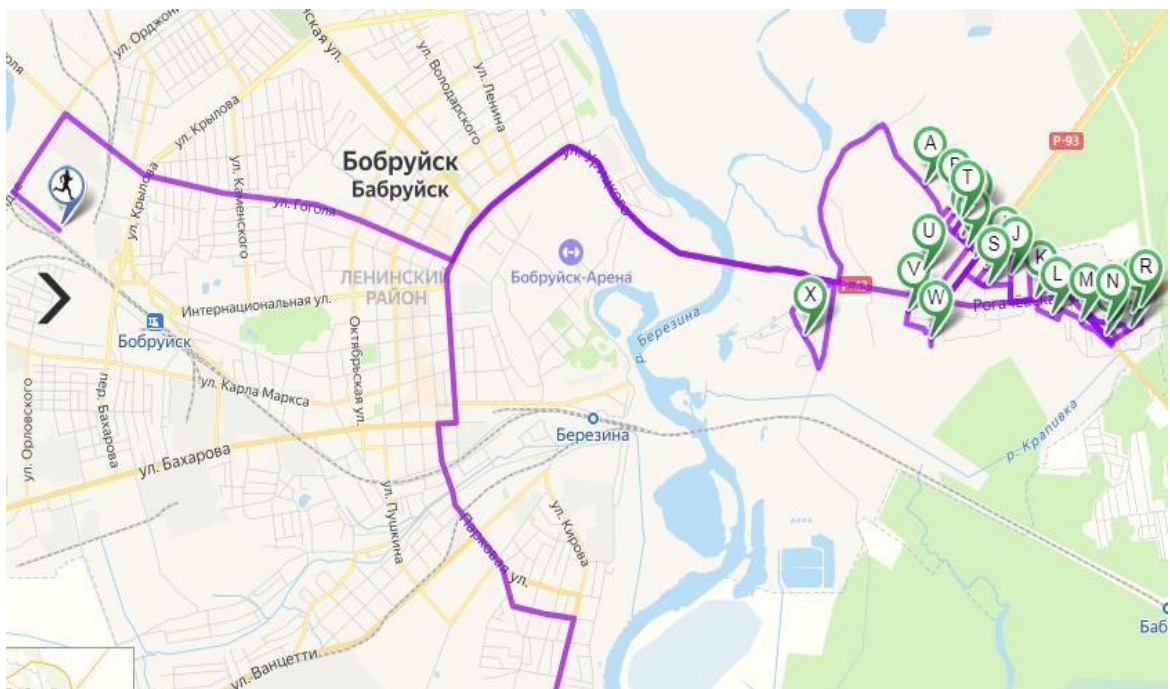 ул. Орджони
ул. Крылова
ул. Каменского
ул. Крылова
ул. Гоголя
ул. Володарского
ул. Ленина
ул. Урицкого
Бобруйск
Бабруйск
ЛЕНИНСКИЙ
РАЙОН
Бобруйск-Арена
Интернациональная ул.
Бобруйск
Октябрьская ул.
ул. Карла Маркса
ул. Орловского
пер. Бахарова
ул. Бахарова
ул. Пушкина
Парковая ул.
ул. Кирова
ул. Ванцетти
Березина
р. Березина
р. Крапивка
Р-93
A
T
U
S
J
V
W
X
K
L
M
N
R
Баб